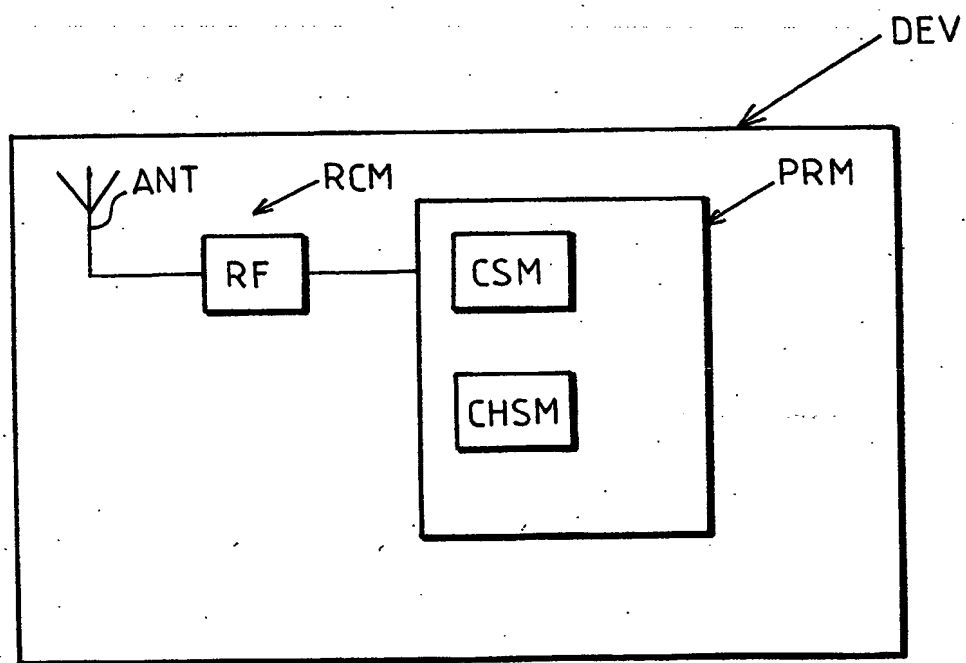 DEV
ANT
RCM
PRM
RF
CSM
CHSM